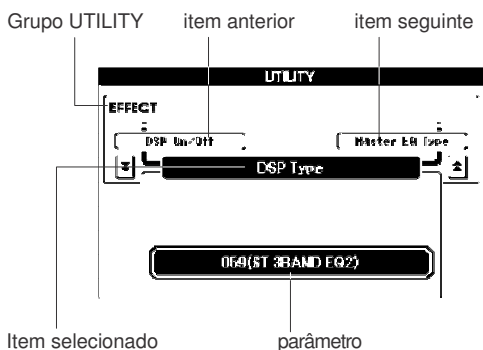 Grupo UTILITY item anterior item seguinte
UTILITY
EFFECT
DSP On/Off Master EQ Type
DSP Type
069(ST 3BAND EQ2)
Item selecionado parâmetro